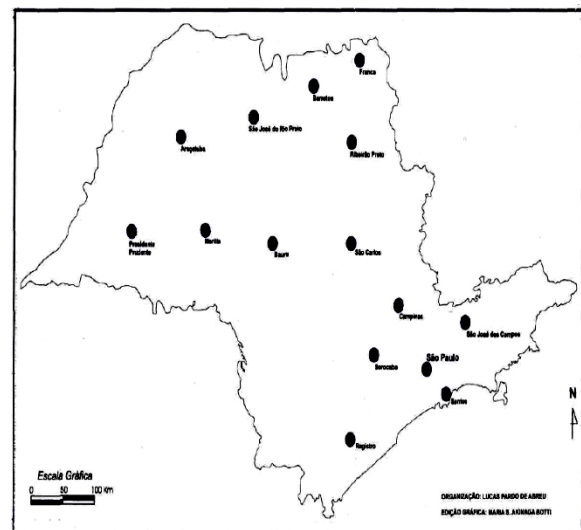 Franca
Barretos
São José do Rio Preto
Araçatuba
Ribeirão Preto
Presidente
Prudente
Marília
Bauru
São Carlos
Campinas
São José dos Campos
Sorocaba
São Paulo
Santos
N
Registro
Escala Gráfica
0 50 100 Km
ORGANIZAÇÃO: LUCAS PARDO DE ABREU
EDIÇÃO GRÁFICA: MARIA S. AKINAGA BOTTI